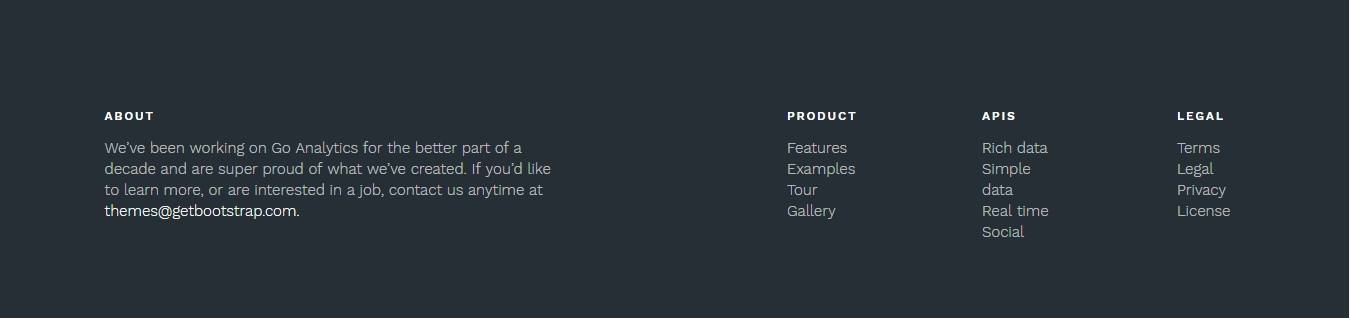 ABOUT
We've been working on Go Analytics for the better part of a
decade and are super proud of what we've created. If you'd like
to learn more, or are interested in a job, contact us anytime at
themes@getbootstrap.com.
PRODUCT
Features
Examples
Tour
Gallery
APIS
Rich data
Simple
data
Real time
Social
LEGAL
Terms
Legal
Privacy
License